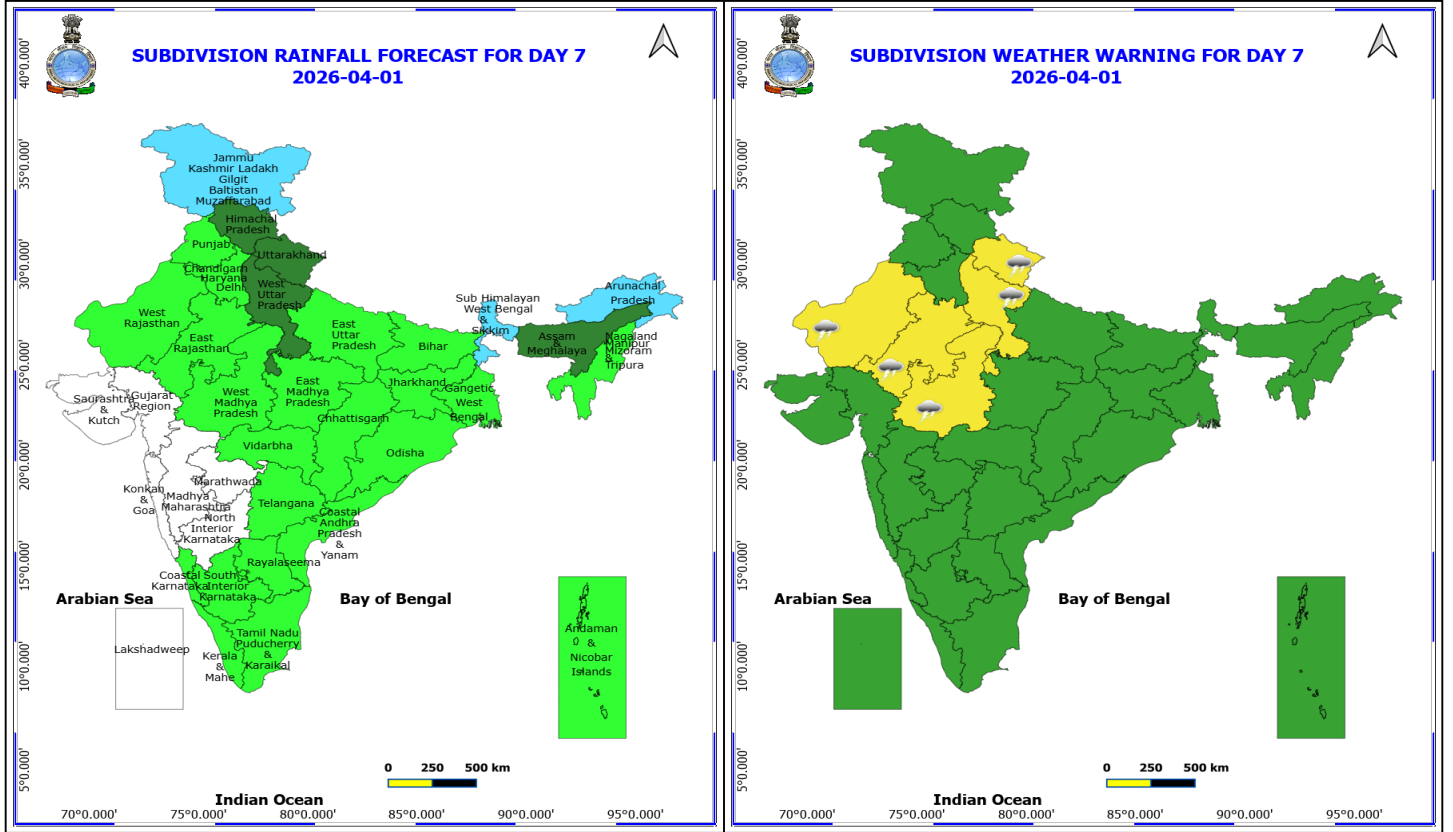 SUBDIVISION RAINFALL FORECAST FOR DAY 7
2026-04-01
40°0.000'
35°0.000'
30°0.000'
25°0.000'
20°0.000'
15°0.000'
10°0.000'
5°0.000'
Jammu
Kashmir Ladakh
Gilgit
Baltistan
Muzaffarabad
Himachal
Pradesh
Punjab
Uttarakhand
Chandigarh
Haryana
Delhi
West
Uttar
Pradesh
West
Rajasthan
East
Rajasthan
East
Uttar
Pradesh
Bihar
Sub Himalayan
West Bengal
&
Sikkim
Arunachal
Pradesh
Assam
&
Meghalaya
Nagaland
Manipur
Mizoram
&
Tripura
Saurashtra
&
Kutch
Gujarat
Region
West
Madhya
Pradesh
East
Madhya
Pradesh
Jharkhand
Gangetic
West
Bengal
Chhattisgarh
Vidarbha
Odisha
Konkan
&
Goa
Madhya
Maharashtra
Marathwada
North
Interior
Karnataka
Telangana
Coastal
Andhra
Pradesh
&
Yanam
Rayalaseema
Coastal
Karnataka
South
Interior
Karnataka
Arabian Sea
Bay of Bengal
Lakshadweep
Kerala
&
Mahe
Tamil Nadu
Puducherry
&
Karaikal
Andaman
&
Nicobar
Islands
0 250 500 km
Indian Ocean
70°0.000' 75°0.000' 80°0.000' 85°0.000' 90°0.000' 95°0.000'
SUBDIVISION WEATHER WARNING FOR DAY 7
2026-04-01
40°0.000'
35°0.000'
30°0.000'
25°0.000'
20°0.000'
15°0.000'
10°0.000'
5°0.000'
Arabian Sea
Bay of Bengal
0 250 500 km
Indian Ocean
70°0.000' 75°0.000' 80°0.000' 85°0.000' 90°0.000' 95°0.000'